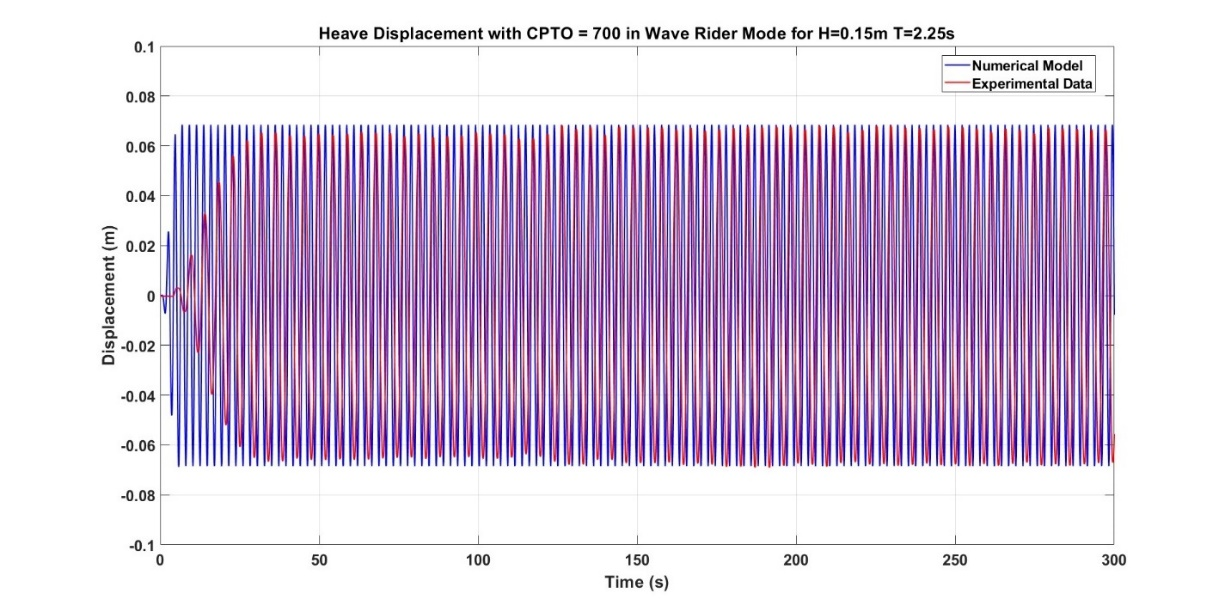 Heave Displacement with CPTO = 700 in Wave Rider Mode for H=0.15m T=2.25s
0.1
Numerical Model
Experimental Data
0.08
0.06
0.04
0.02
0
-0.02
-0.04
-0.06
-0.08
-0.1
Displacement (m)
0 50 100 150 200 250 300
Time (s)